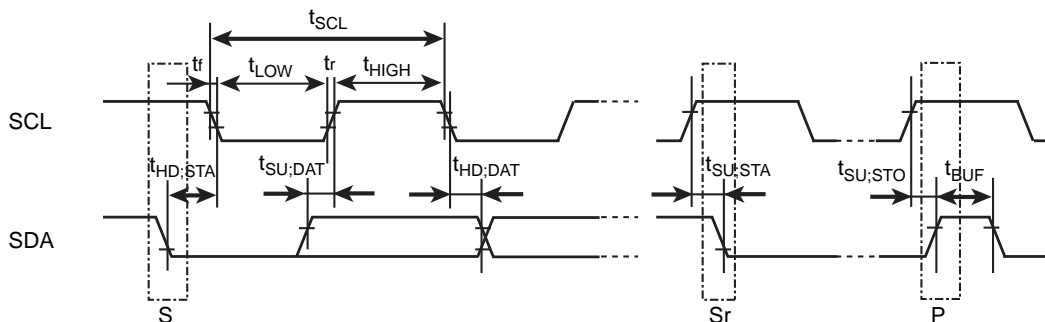 tSCL
tf tLOW tr tHIGH
SCL
tHD;STA tSU;DAT tHD;DAT tSU;STA tSU;STO tBUF
SDA
S Sr P